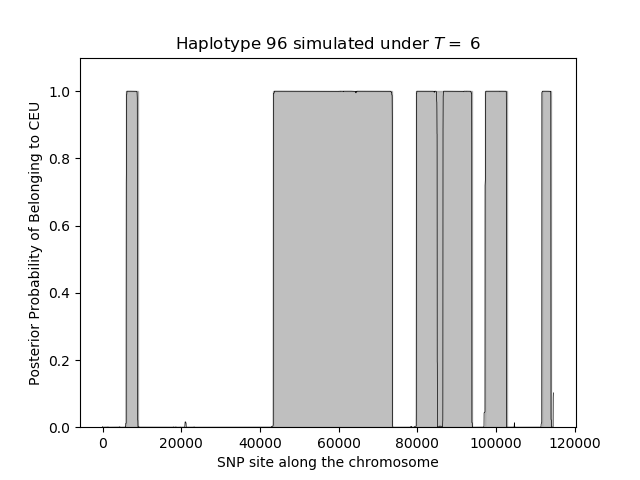 Haplotype 96 simulated under T = 6
Posterior Probability of Belonging to CEU
1.0
0.8
0.6
0.4
0.2
0.0
0 20000 40000 60000 80000 100000 120000
SNP site along the chromosome